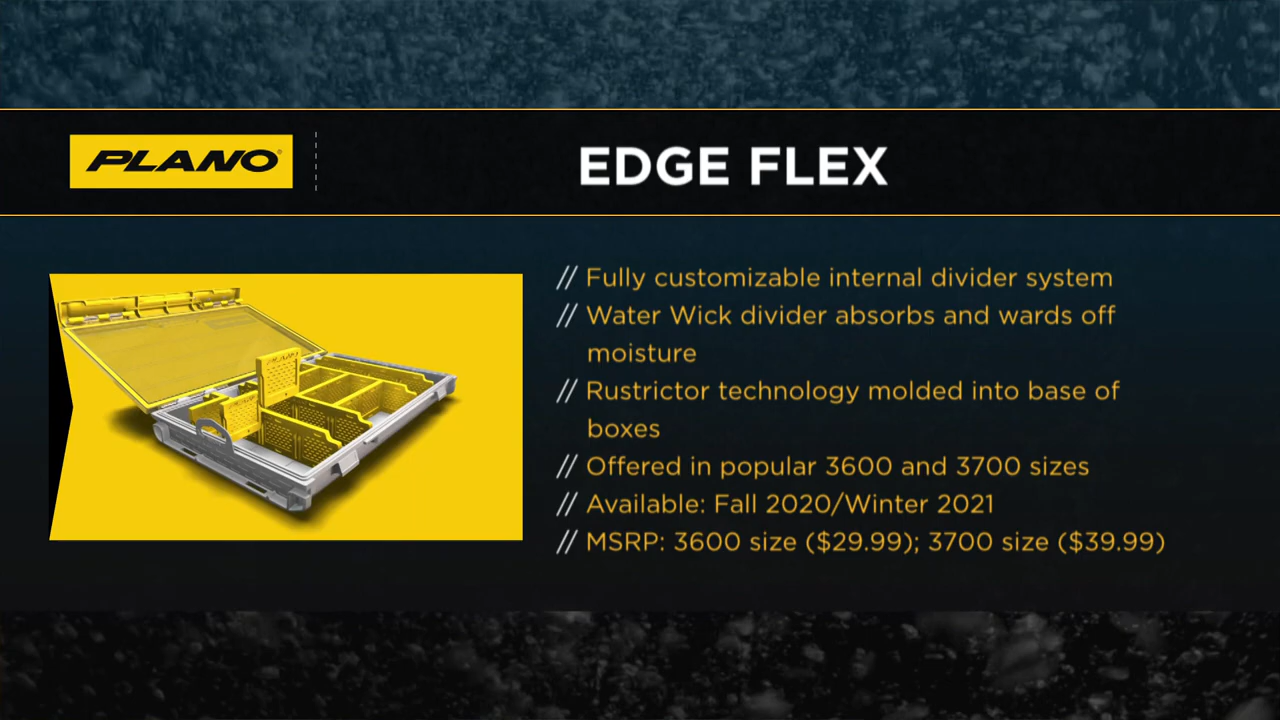 PLANO
EDGE FLEX
// Fully customizable internal divider system
// Water Wick divider absorbs and wards off
moisture
// Rustrictor technology molded into base of
boxes
// Offered in popular 3600 and 3700 sizes
// Available: Fall 2020/Winter 2021
// MSRP: 3600 size ($29.99); 3700 size ($39.99)
PLANO